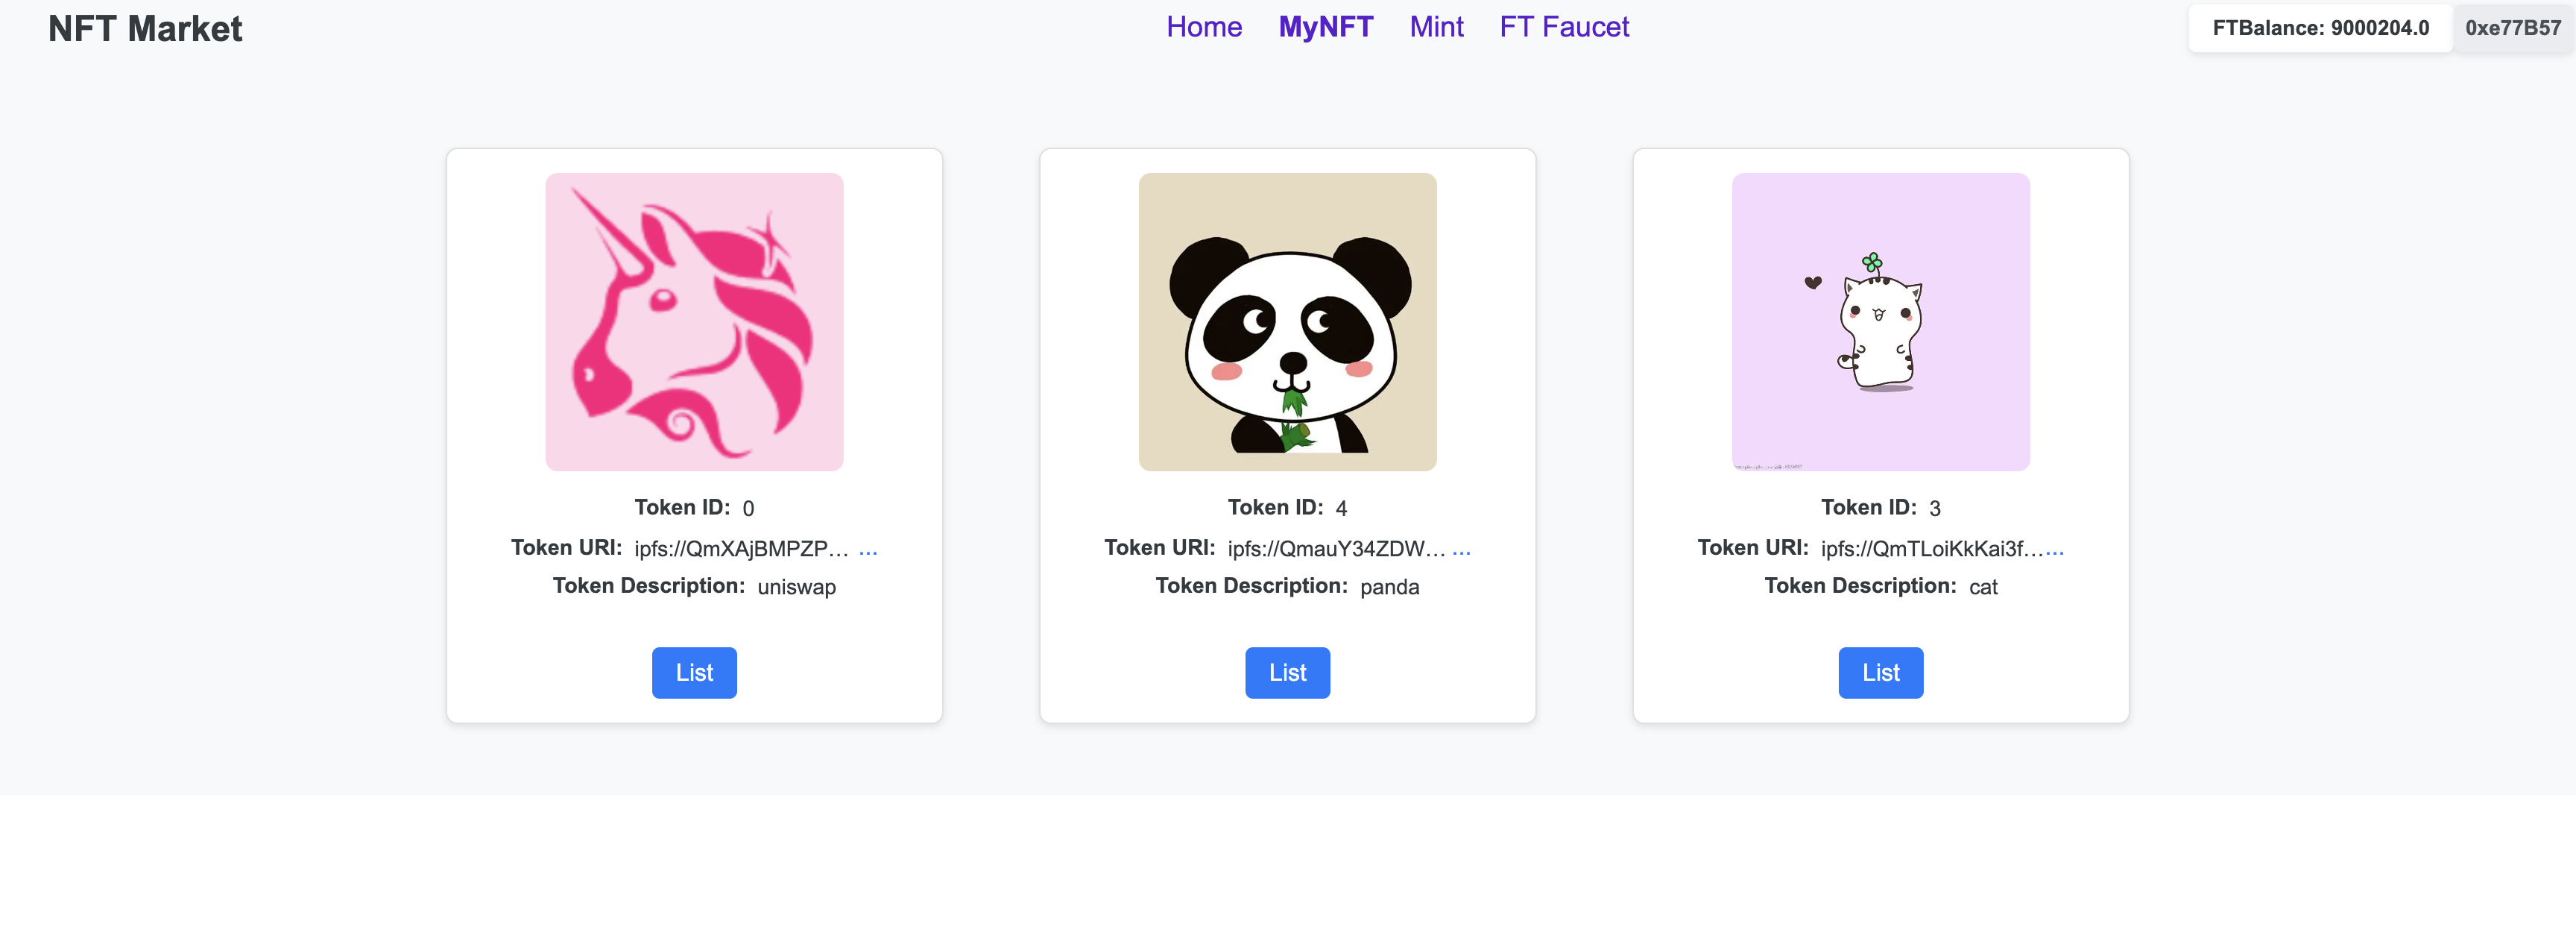 NFT Market
Home MyNFT Mint FT Faucet
FTBalance: 9000204.0 0xe77B57
Token ID: 0
Token URI: ipfs://QmXAjBMPZP... ...
Token Description: uniswap
List
Token ID: 4
Token URI: ipfs://QmauY34ZDW... ...
Token Description: panda
List
Token ID: 3
Token URI: ipfs://QmTLoiKkKai3f... ...
Token Description: cat
List